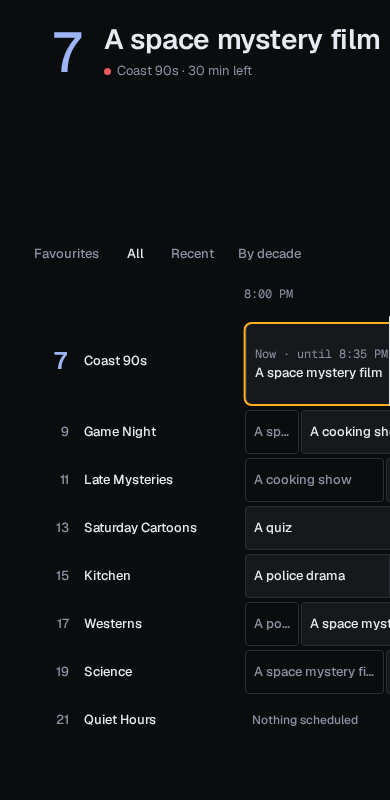 7 A space mystery film
Coast 90s · 30 min left
Favourites All Recent By decade
8:00 PM
7 Coast 90s Now · until 8:35 PM
A space mystery film
9 Game Night A sp… A cooking sh
11 Late Mysteries A cooking show
13 Saturday Cartoons A quiz
15 Kitchen A police drama
17 Westerns A po… A space myst
19 Science A space mystery fi…
21 Quiet Hours Nothing scheduled